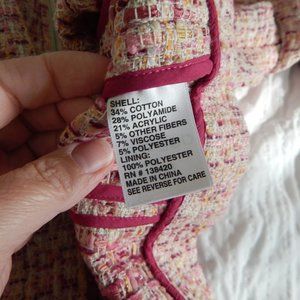 SHELL:
34% COTTON
28% POLYAMIDE
21% ACRYLIC
5% OTHER FIBERS
7% VISCOSE
5% POLYESTER
LINING:
100% POLYESTER
RN # 138420
MADE IN CHINA
SEE REVERSE FOR CARE